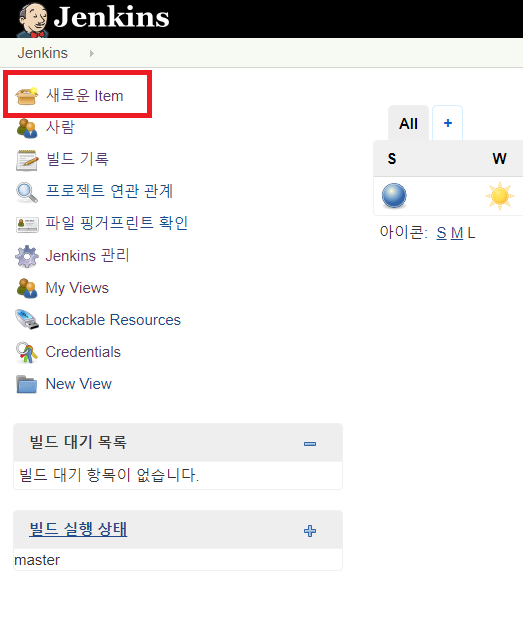 Jenkins
Jenkins
새로운 Item
사람
빌드 기록
프로젝트 연관 관계
파일 핑거프린트 확인
Jenkins 관리
My Views
Lockable Resources
Credentials
New View
빌드 대기 목록
빌드 대기 항목이 없습니다.
빌드 실행 상태
master
All +
S W
아이콘: S M L